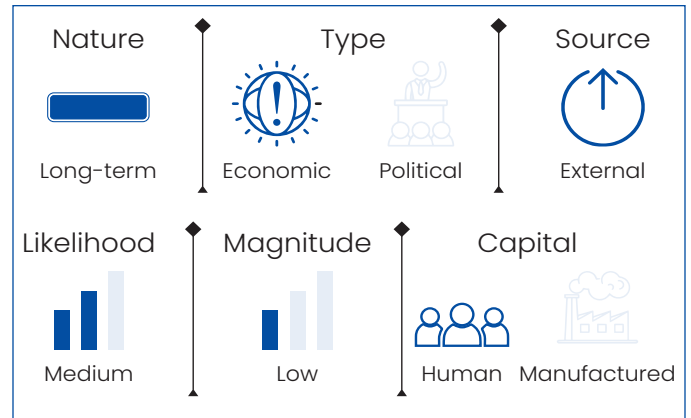 Nature
Type
Source
Long-term
Economic
Political
External
Likelihood
Magnitude
Capital
Medium
Low
Human
Manufactured